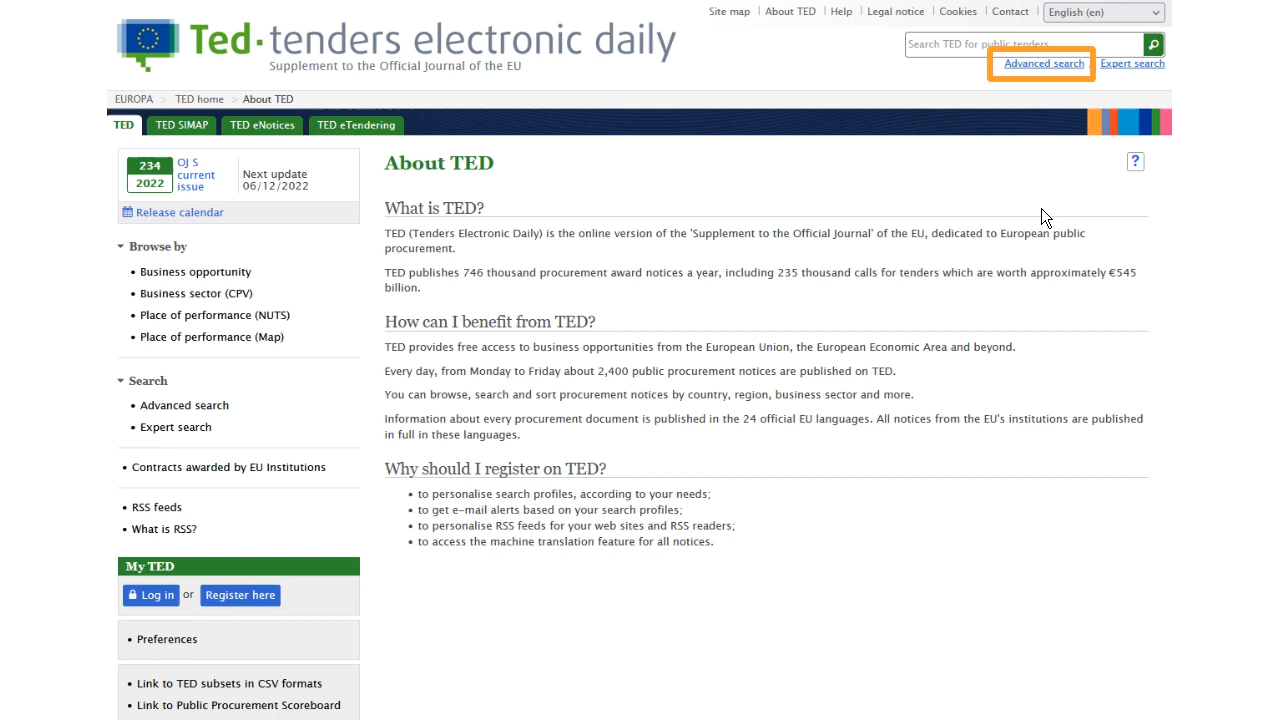 Site map About TED Help Legal notice Cookies Contact English (en)
Ted tenders electronic daily
Supplement to the Official Journal of the EU
Search TED for public tenders
Advanced search Expert search
EUROPA > TED home > About TED
TED TED SIMAP TED eNotices TED eTendering
234
2022
OJ S
current
issue
Next update
06/12/2022
Release calendar
Browse by
• Business opportunity
• Business sector (CPV)
• Place of performance (NUTS)
• Place of performance (Map)
Search
• Advanced search
• Expert search
• Contracts awarded by EU Institutions
• RSS feeds
• What is RSS?
My TED
Log in or Register here
• Preferences
• Link to TED subsets in CSV formats
• Link to Public Procurement Scoreboard
About TED
?
What is TED?
TED (Tenders Electronic Daily) is the online version of the 'Supplement to the Official Journal' of the EU, dedicated to European public
procurement.
TED publishes 746 thousand procurement award notices a year, including 235 thousand calls for tenders which are worth approximately €545
billion.
How can I benefit from TED?
TED provides free access to business opportunities from the European Union, the European Economic Area and beyond.
Every day, from Monday to Friday about 2,400 public procurement notices are published on TED.
You can browse, search and sort procurement notices by country, region, business sector and more.
Information about every procurement document is published in the 24 official EU languages. All notices from the EU's institutions are published
in full in these languages.
Why should I register on TED?
• to personalise search profiles, according to your needs;
• to get e-mail alerts based on your search profiles;
• to personalise RSS feeds for your web sites and RSS readers;
• to access the machine translation feature for all notices.